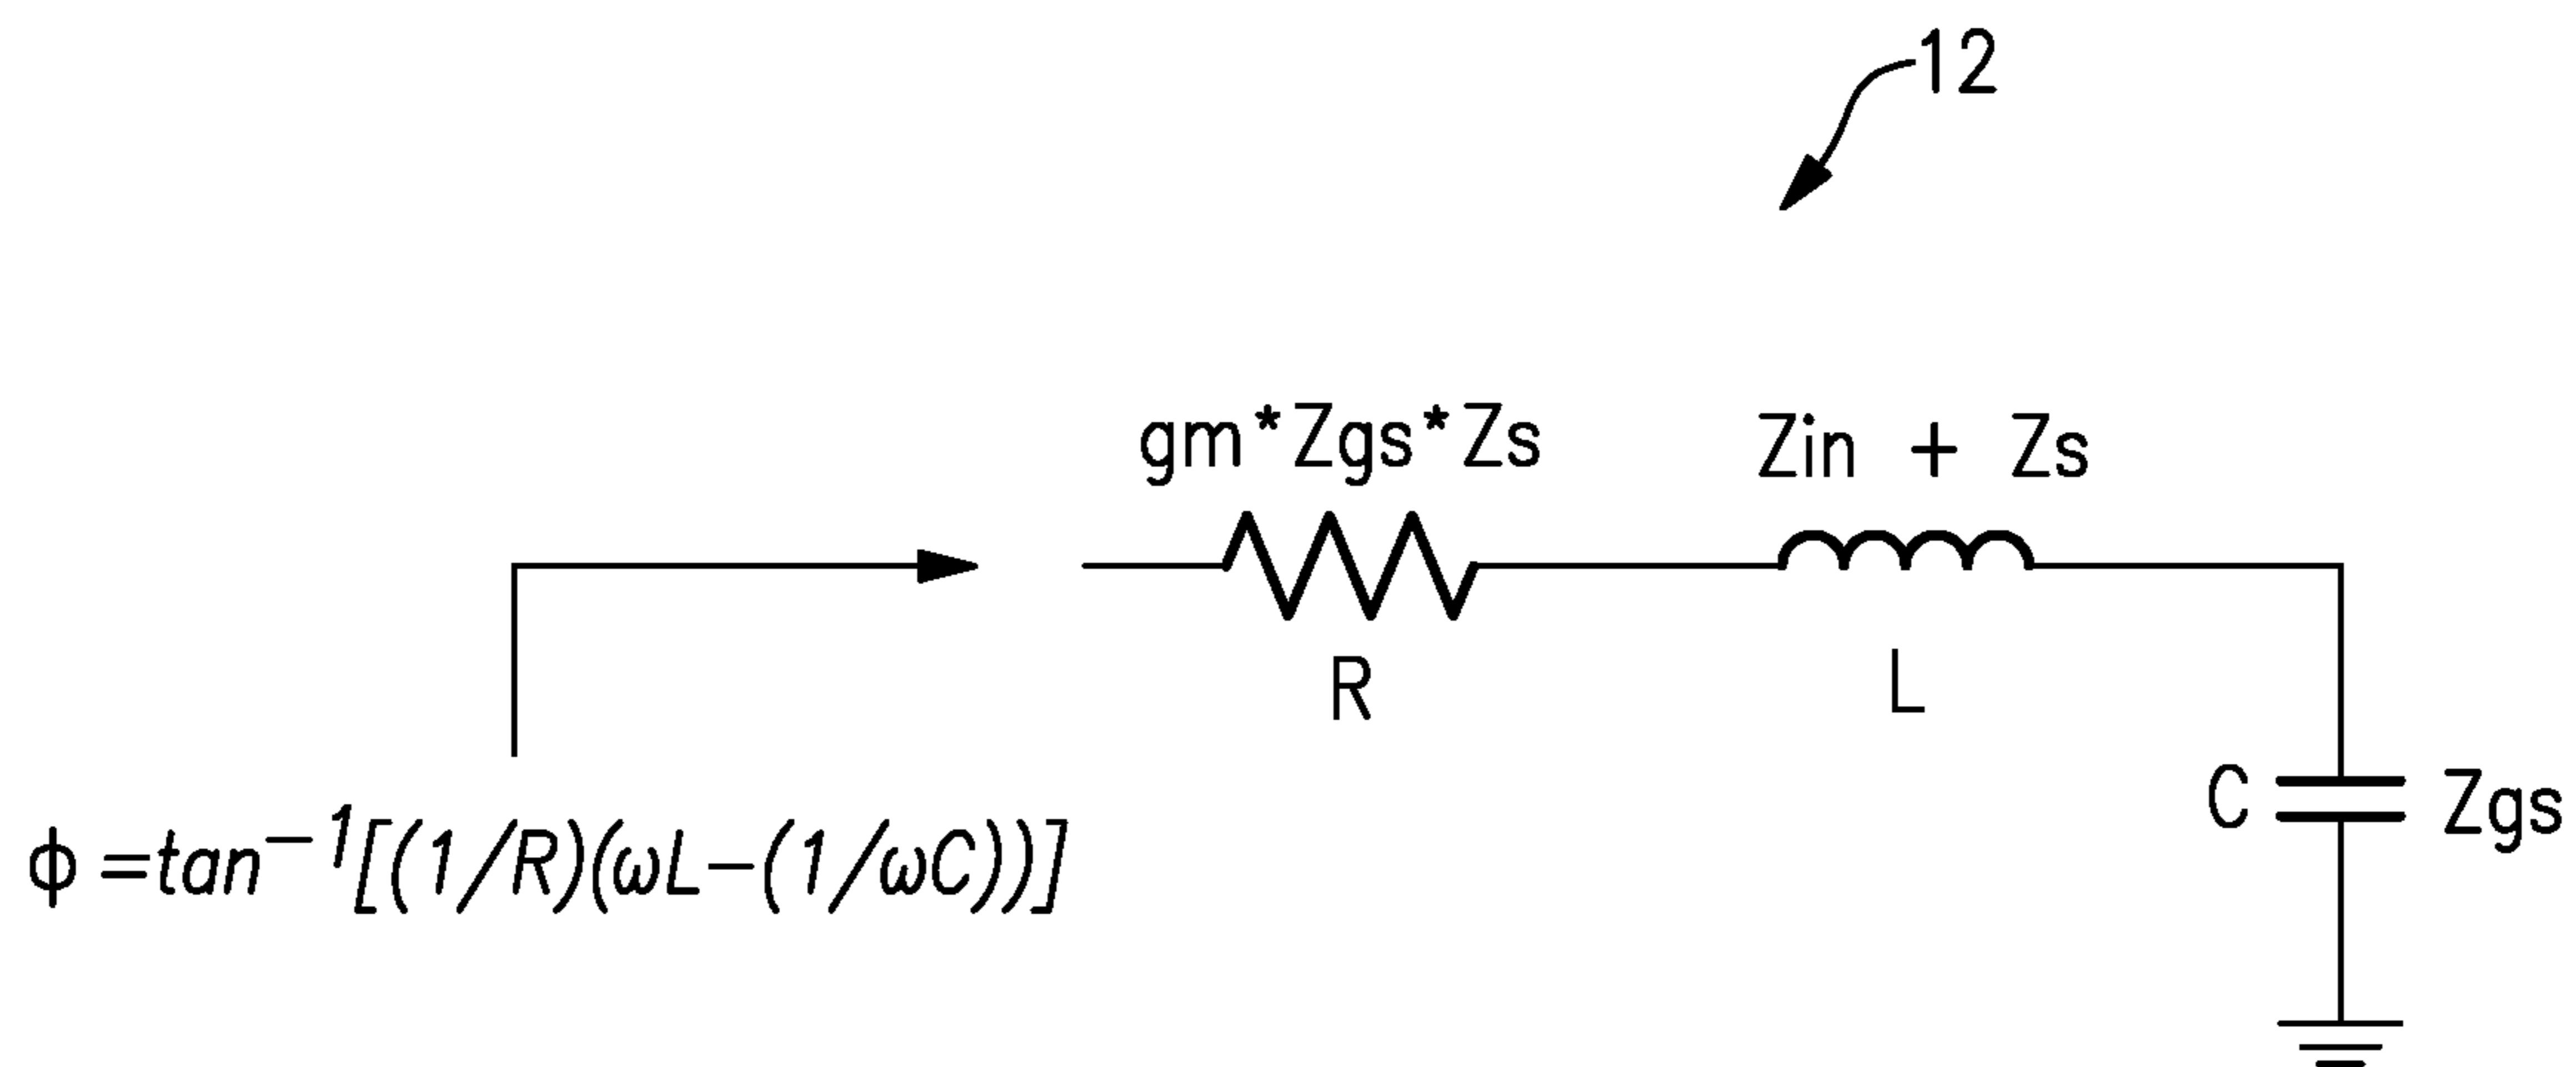 12
gm*Zgs*Zs
Zin + Zs
R
L
C
Zgs
ϕ=tan⁻¹[(1/R)(ωL−(1/ωC))]